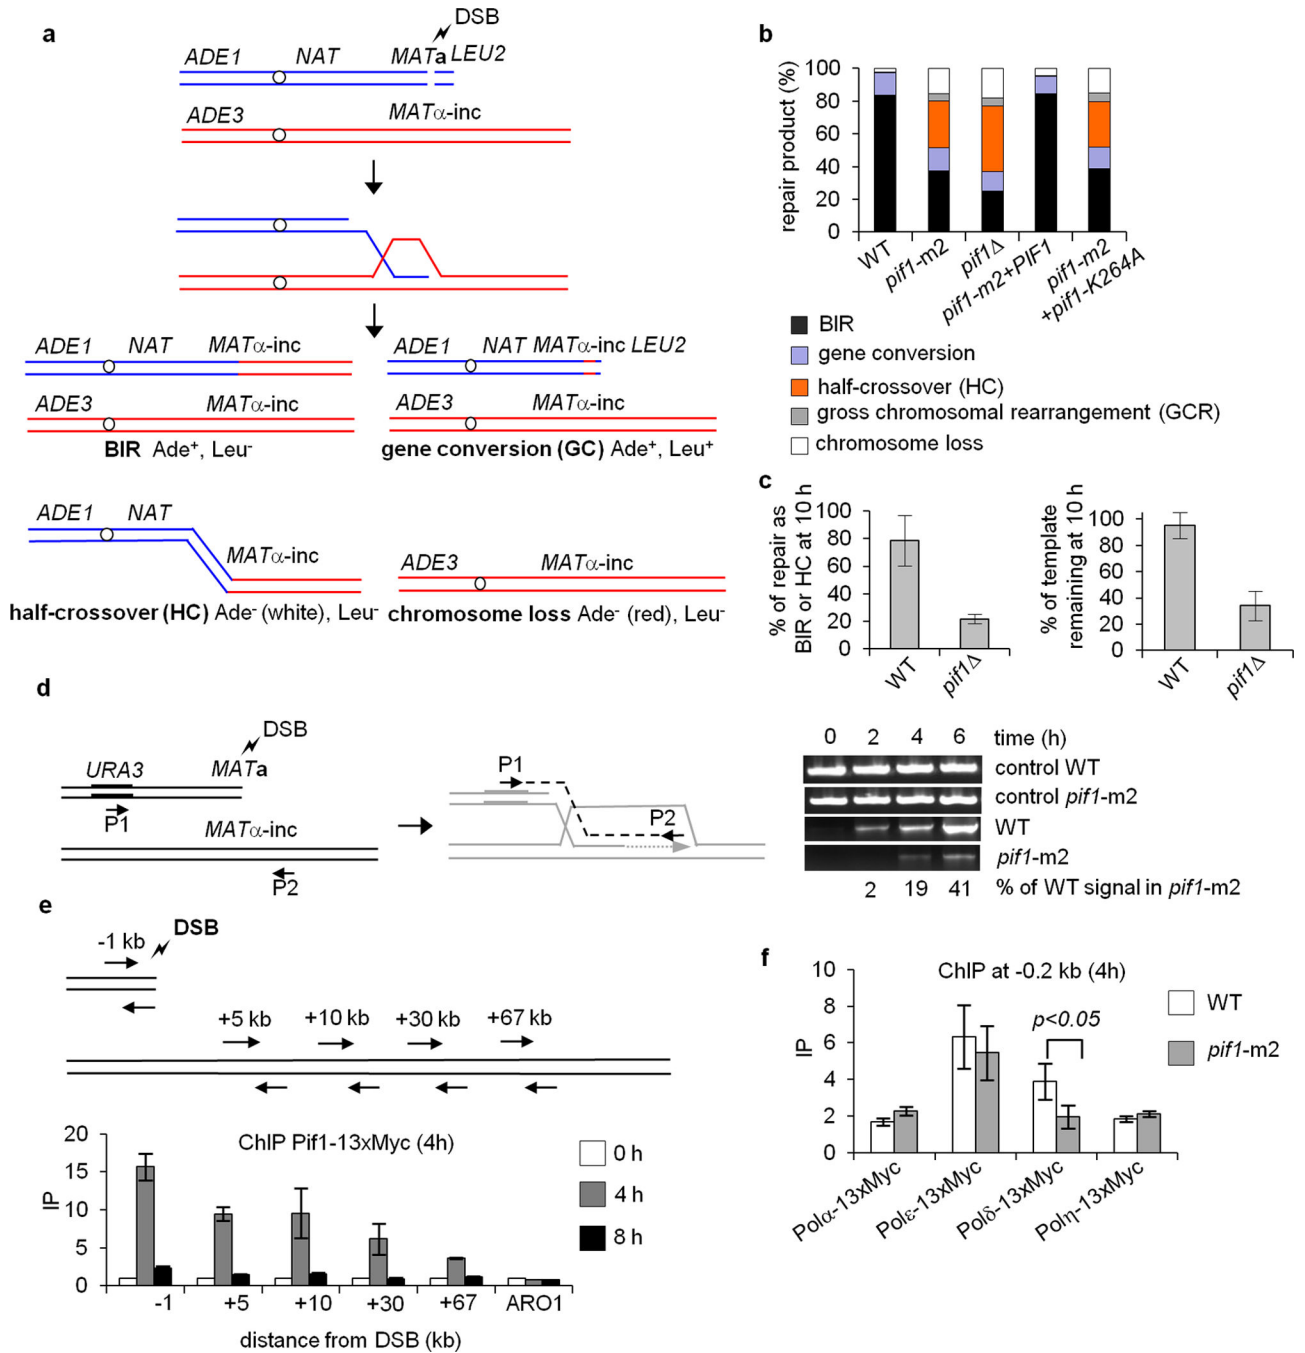 a
DSB
ADE1 NAT MATa LEU2
ADE3 MATα-inc
ADE1 NAT MATα-inc
ADE3 MATα-inc
BIR Ade⁺, Leu⁻
ADE1 NAT MATα-inc LEU2
ADE3 MATα-inc
gene conversion (GC) Ade⁺, Leu⁺
ADE1 NAT
MATα-inc
half-crossover (HC) Ade⁻ (white), Leu⁻
ADE3 MATα-inc
chromosome loss Ade⁻ (red), Leu⁻
b
repair product (%)
100
80
60
40
20
0
WT
pif1-m2
pif1Δ
pif1-m2+PIF1
pif1-m2
+pif1-K264A
BIR
gene conversion
half-crossover (HC)
gross chromosomal rearrangement (GCR)
chromosome loss
c
% of repair as
BIR or HC at 10 h
100
80
60
40
20
0
WT
pif1Δ
% of template
remaining at 10 h
100
80
60
40
20
0
WT
pif1Δ
d
DSB
URA3 MATa
P1
MATα-inc
P2
P1
P2
0 2 4 6 time (h)
control WT
control pif1-m2
WT
pif1-m2
2 19 41 % of WT signal in pif1-m2
e
DSB
-1 kb
+5 kb +10 kb +30 kb +67 kb
ChIP Pif1-13xMyc (4h)
IP
20
15
10
5
0
0 h
4 h
8 h
-1 +5 +10 +30 +67 ARO1
distance from DSB (kb)
f
ChIP at -0.2 kb (4h)
IP
10
8
6
4
2
0
p<0.05
WT
pif1-m2
Polα-13xMyc
Polε-13xMyc
Polδ-13xMyc
Polη-13xMyc